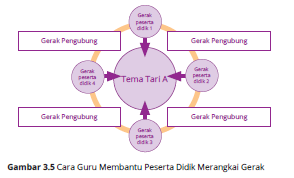 Gerak
peserta
didik 1
Gerak Pengubung
Gerak Pengubung
Gerak
peserta
didik 4
Tema Tari A
Gerak
peserta
didik 2
Gerak Pengubung
Gerak Pengubung
Gerak
peserta
didik 3
Gambar 3.5 Cara Guru Membantu Peserta Didik Merangkai Gerak